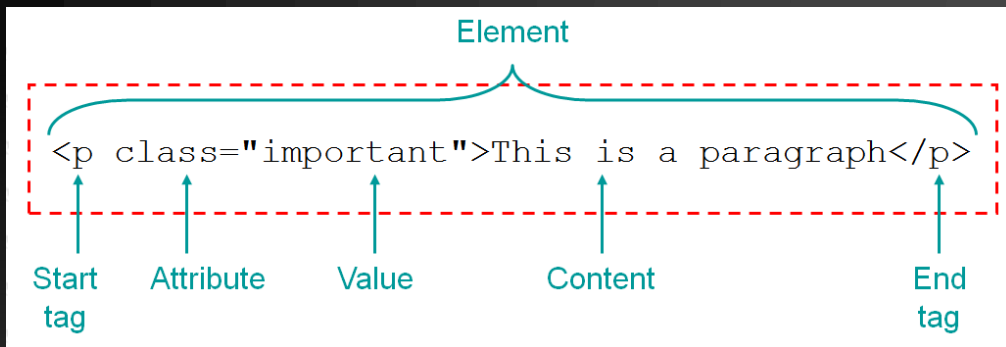 Element
<p class="important">This is a paragraph</p>
Start tag
Attribute
Value
Content
End tag